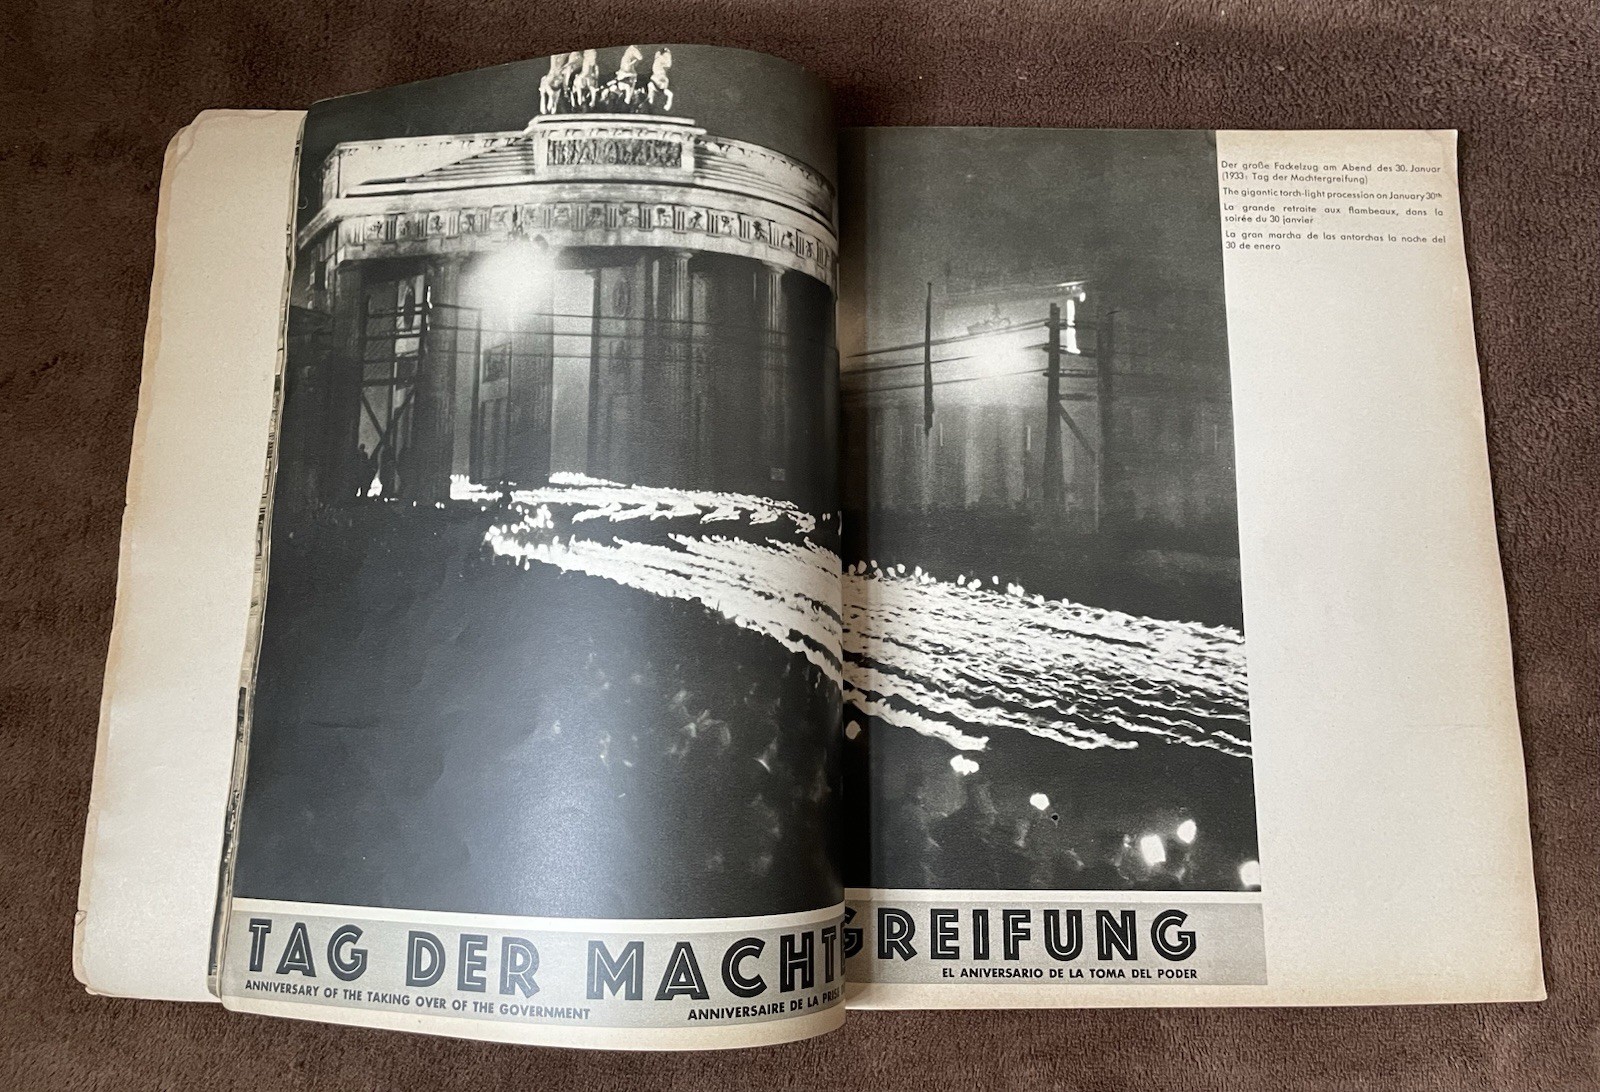 Der große Fackelzug am Abend des 30. Januar
(1933: Tag der Machtergreifung)
The gigantic torch-light procession on January 30th
La grande retraite aux flambeaux, dans la
soirée du 30 janvier
La gran marcha de las antorchas la noche del
30 de enero
TAG DER MACHTERGREIFUNG
ANNIVERSARY OF THE TAKING OVER OF THE GOVERNMENT
ANNIVERSAIRE DE LA
EL ANIVERSARIO DE LA TOMA DEL PODER